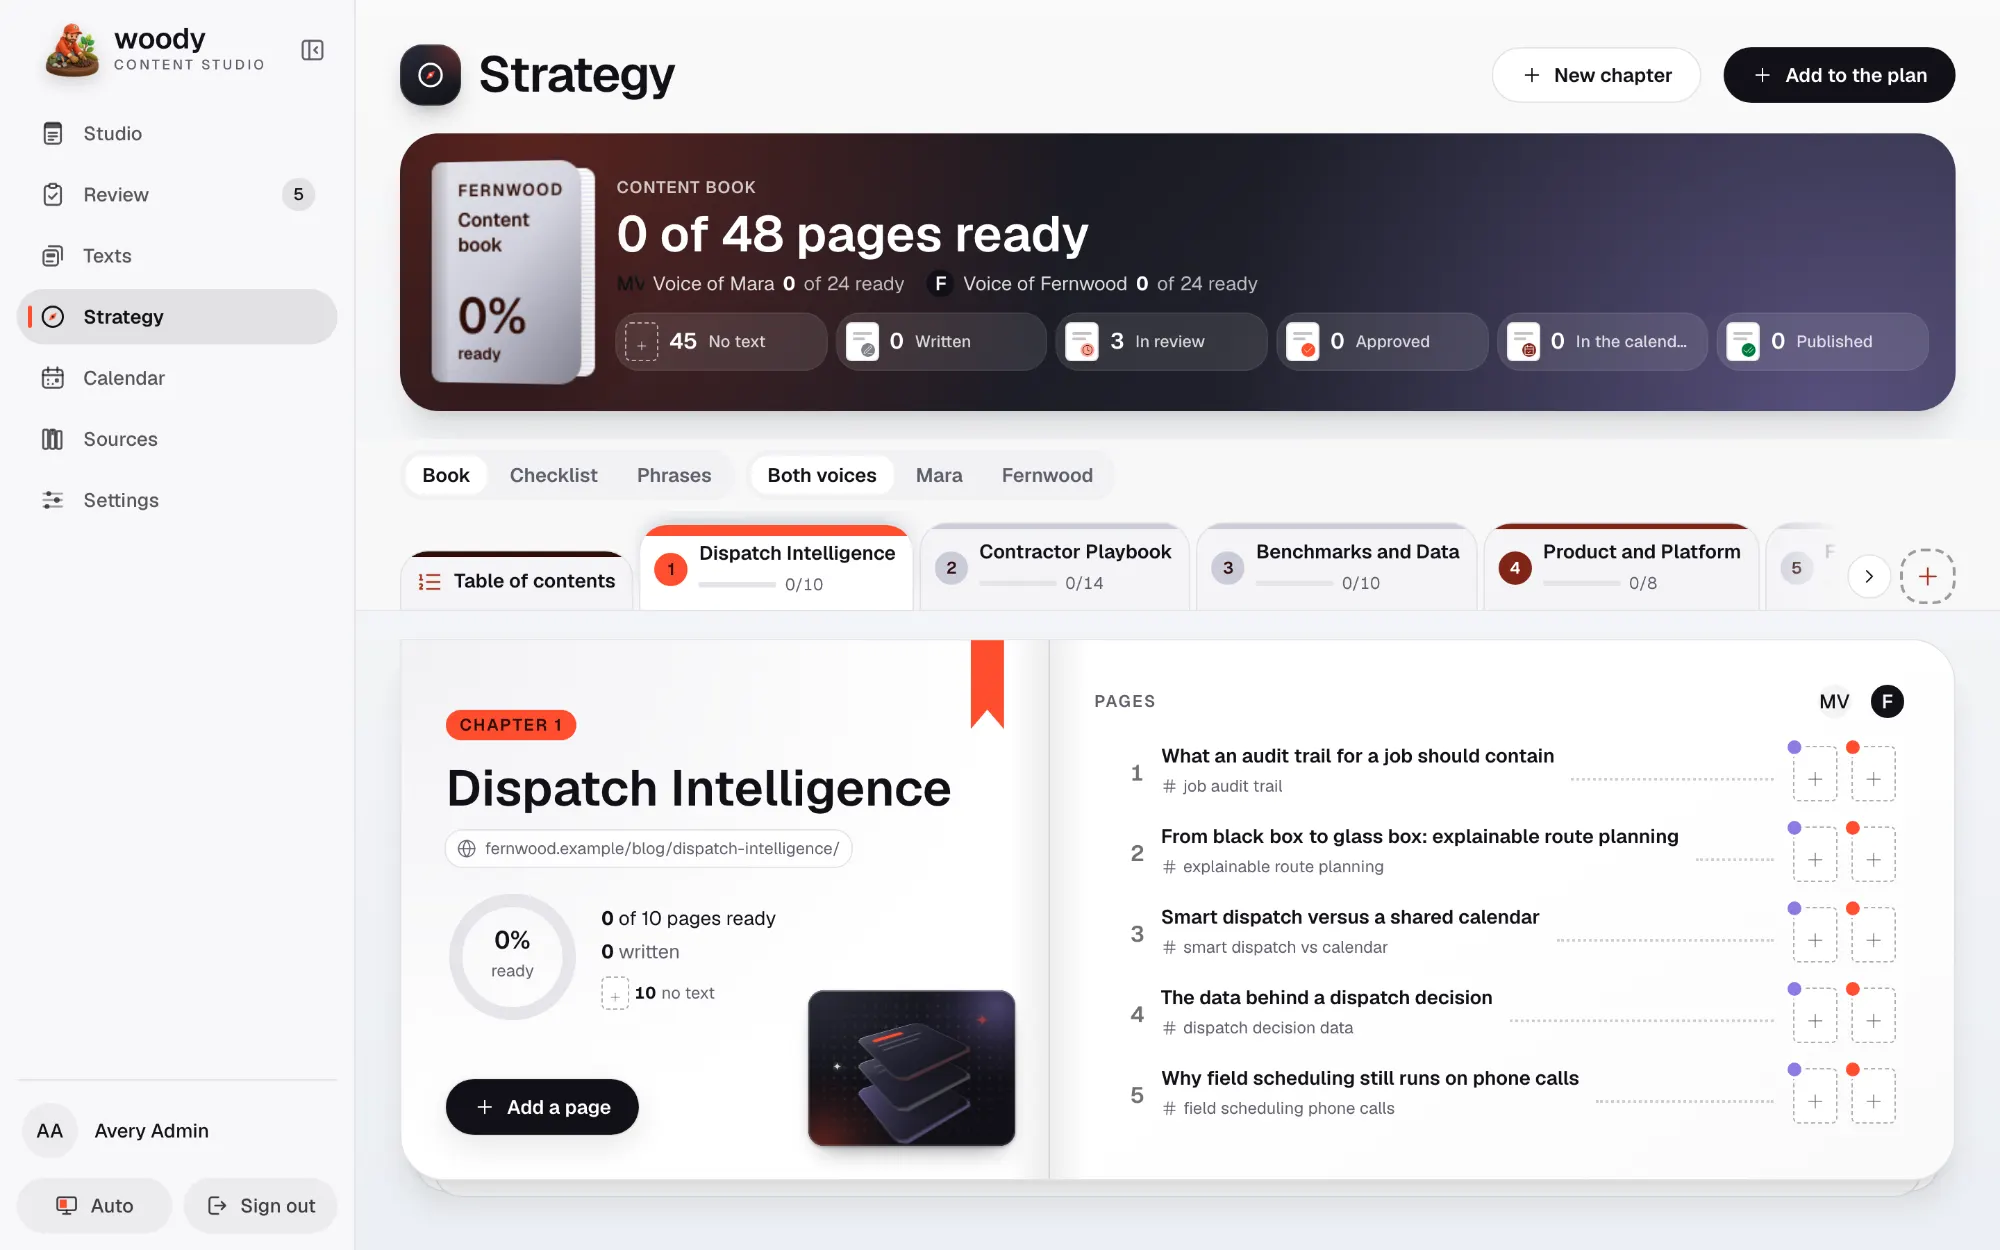 woody
CONTENT STUDIO
Studio
Review 5
Texts
Strategy
Calendar
Sources
Settings
AA Avery Admin
Auto
Sign out
Strategy
+ New chapter
+ Add to the plan
FERNWOOD
Content
book
0%
ready
CONTENT BOOK
0 of 48 pages ready
MV Voice of Mara 0 of 24 ready F Voice of Fernwood 0 of 24 ready
45 No text
0 Written
3 In review
0 Approved
0 In the calend...
0 Published
Book Checklist Phrases
Both voices Mara Fernwood
Table of contents
1 Dispatch Intelligence
0/10
2 Contractor Playbook
0/14
3 Benchmarks and Data
0/10
4 Product and Platform
0/8
5
CHAPTER 1
Dispatch Intelligence
fernwood.example/blog/dispatch-intelligence/
0%
ready
0 of 10 pages ready
0 written
10 no text
+ Add a page
PAGES
MV F
1 What an audit trail for a job should contain
# job audit trail
2 From black box to glass box: explainable route planning
# explainable route planning
3 Smart dispatch versus a shared calendar
# smart dispatch vs calendar
4 The data behind a dispatch decision
# dispatch decision data
5 Why field scheduling still runs on phone calls
# field scheduling phone calls